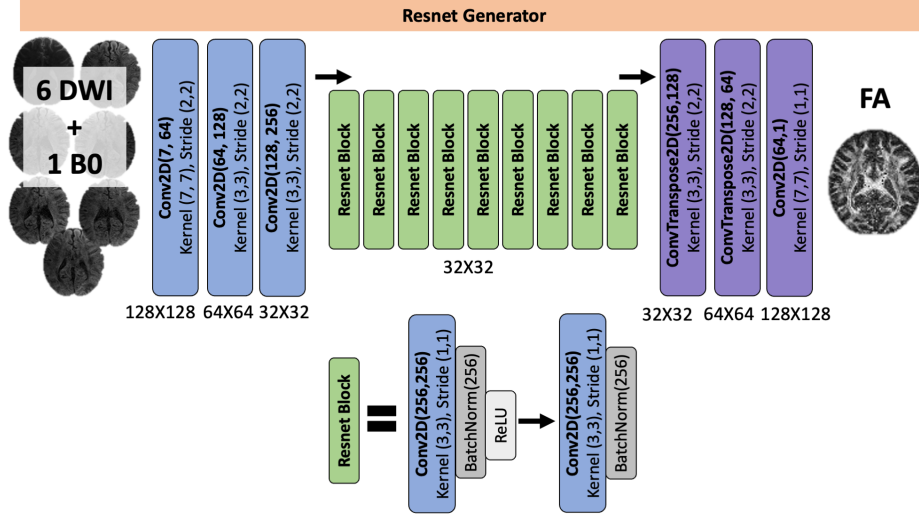 Resnet Generator
6 DWI
+
1 B0
Conv2D(7, 64)
Kernel (7, 7), Stride (2,2)
Conv2D(64, 128)
Kernel (3,3), Stride (2,2)
Conv2D(128, 256)
Kernel (3,3), Stride (2,2)
128X128
64X64
32X32
Resnet Block
Resnet Block
Resnet Block
Resnet Block
Resnet Block
Resnet Block
Resnet Block
Resnet Block
Resnet Block
32X32
ConvTranspose2D(256,128)
Kernel (3,3), Stride (2,2)
ConvTranspose2D(128, 64)
Kernel (3,3), Stride (2,2)
Conv2D(64,1)
Kernel (7,7), Stride (1,1)
32X32
64X64
128X128
FA
Resnet Block
=
Conv2D(256,256)
Kernel (3,3), Stride (1,1)
BatchNorm(256)
ReLU
Conv2D(256,256)
Kernel (3,3), Stride (1,1)
BatchNorm(256)